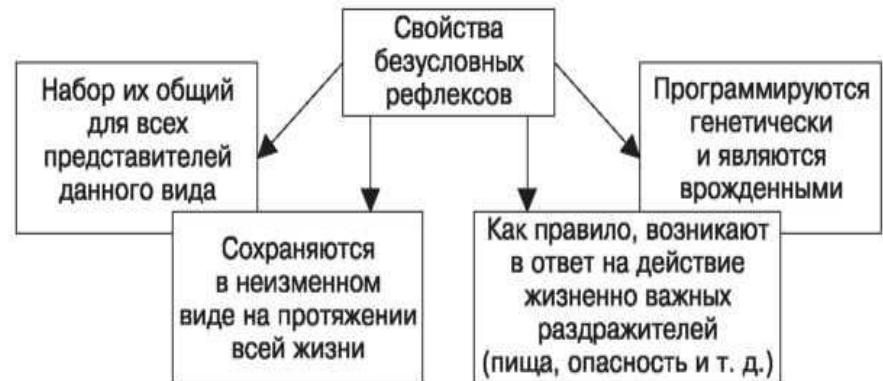 Свойства
безусловных
рефлексов
Набор их общий
для всех
представителей
данного вида
Сохраняются
в неизменном
виде на протяжении
всей жизни
Как правило, возникают
в ответ на действие
жизненно важных
раздражителей
(пища, опасность и т. д.)
Программируются
генетически
и являются
врожденными